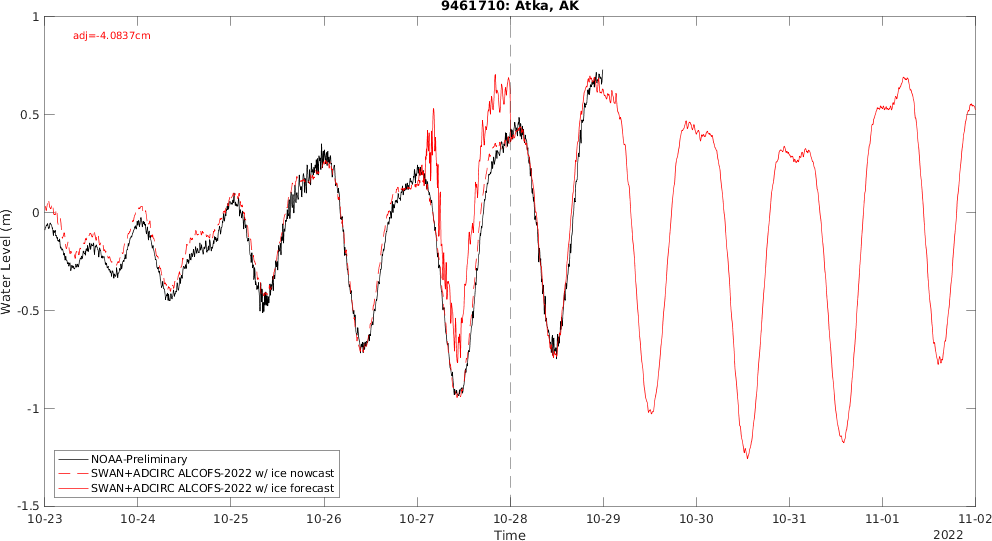 9461710: Atka, AK
adj=-4.0837cm
1
0.5
0
-0.5
-1
-1.5
Water Level (m)
NOAA-Preliminary
SWAN+ADCIRC ALCOFS-2022 w/ ice nowcast
SWAN+ADCIRC ALCOFS-2022 w/ ice forecast
10-23 10-24 10-25 10-26 10-27 10-28 10-29 10-30 10-31 11-01 11-02
Time
2022